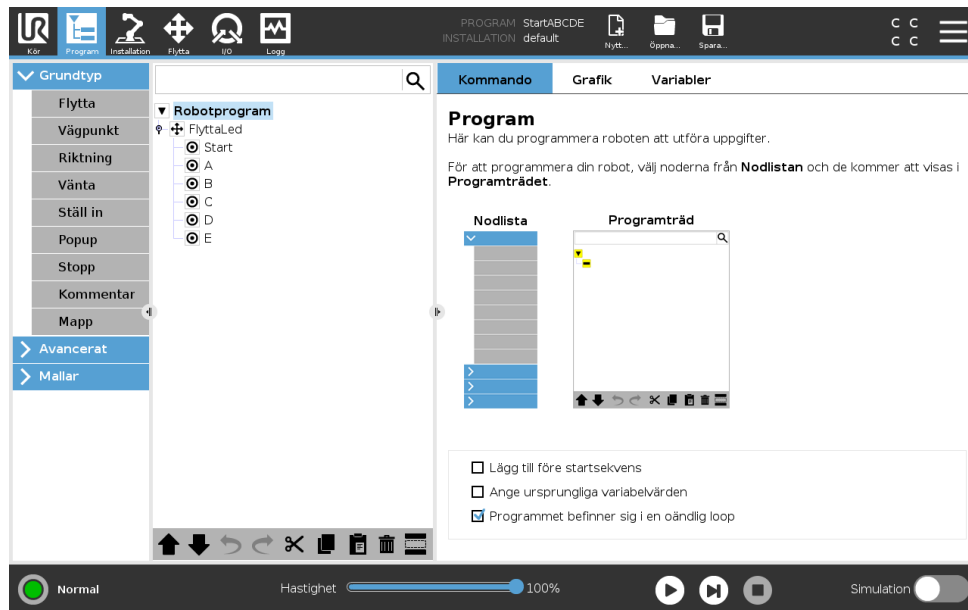 UR
Kör
Program
Installation
Flytta
I/O
Logg
PROGRAM StartABCDE
INSTALLATION default
Nytt...
Öppna...
Spara...
C C
C C
Grundtyp
Flytta
Vägpunkt
Riktning
Vänta
Ställ in
Popup
Stopp
Kommentar
Mapp
Avancerat
Mallar
Robotprogram
FlyttaLed
Start
A
B
C
D
E
Kommando
Grafik
Variabler
Program
Här kan du programmera roboten att utföra uppgifter.
För att programmera din robot, välj noderna från Nodlistan och de kommer att visas i
Programträdet.
Nodlista
Programträd
Lägg till före startsekvens
Ange ursprungliga variabelvärden
Programmet befinner sig i en oändlig loop
Normal
Hastighet
100%
Simulation